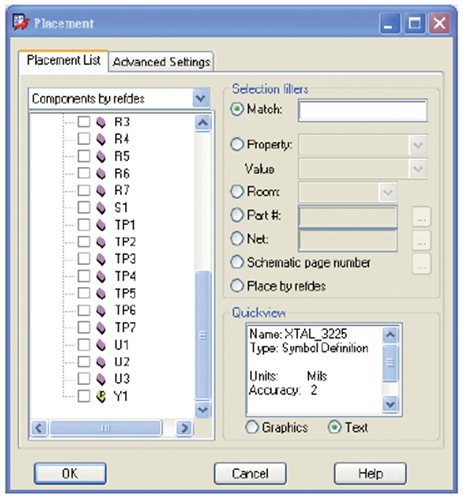 Placement
Placement List
Advanced Settings
Components by refdes
R3
R4
R5
R6
R7
S1
TP1
TP2
TP3
TP4
TP5
TP6
TP7
U1
U2
U3
Y1
Selection filters
Match:
Property:
Value
Room:
Part #:
...
Net:
...
Schematic page number
...
Place by refdes
Quickview
Name: XTAL_3225
Type: Symbol Definition
Units: Mils
Accuracy: 2
Graphics
Text
OK
Cancel
Help